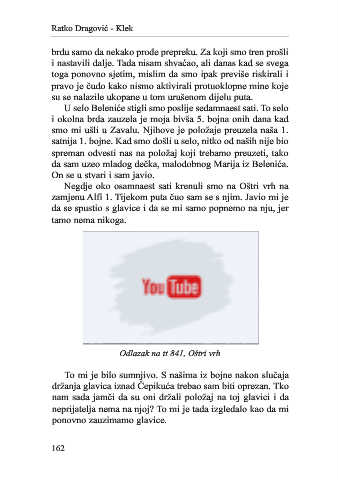 Ratko Dragović - Klek
brdu samo da nekako prođe prepreku. Za koji smo tren prošli
i nastavili dalje. Tada nisam shvaćao, ali danas kad se svega
toga ponovno sjetim, mislim da smo ipak previše riskirali i
pravo je čudo kako nismo aktivirali protuoklopne mine koje
su se nalazile ukopane u tom urušenom dijelu puta.
U selo Beleniće stigli smo poslije sedamnaest sati. To selo
i okolna brda zauzela je moja bivša 5. bojna onih dana kad
smo mi ušli u Zavalu. Njihove je položaje preuzela naša 1.
satnija 1. bojne. Kad smo došli u selo, nitko od naših nije bio
spreman odvesti nas na položaj koji trebamo preuzeti, tako
da sam uzeo mladog dečka, malodobnog Marija iz Belenića.
On se u stvari i sam javio.
Negdje oko osamnaest sati krenuli smo na Oštri vrh na
zamjenu Alfi 1. Tijekom puta čuo sam se s njim. Javio mi je
da se spustio s glavice i da se mi samo popnemo na nju, jer
tamo nema nikoga.
YouTube
Odlazak na tt 841, Oštri vrh
To mi je bilo sumnjivo. S našima iz bojne nakon slučaja
držanja glavica iznad Čepikuća trebao sam biti oprezan. Tko
nam sada jamči da su oni držali položaj na toj glavici i da
neprijatelja nema na njoj? To mi je tada izgledalo kao da mi
ponovno zauzimamo glavice.
162